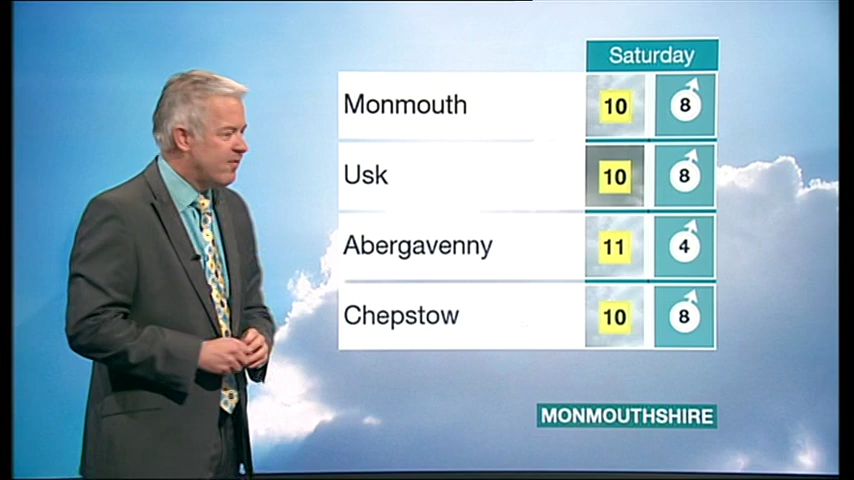 Saturday
Monmouth 10 8
Usk 10 8
Abergavenny 11 4
Chepstow 10 8
MONMOUTHSHIRE